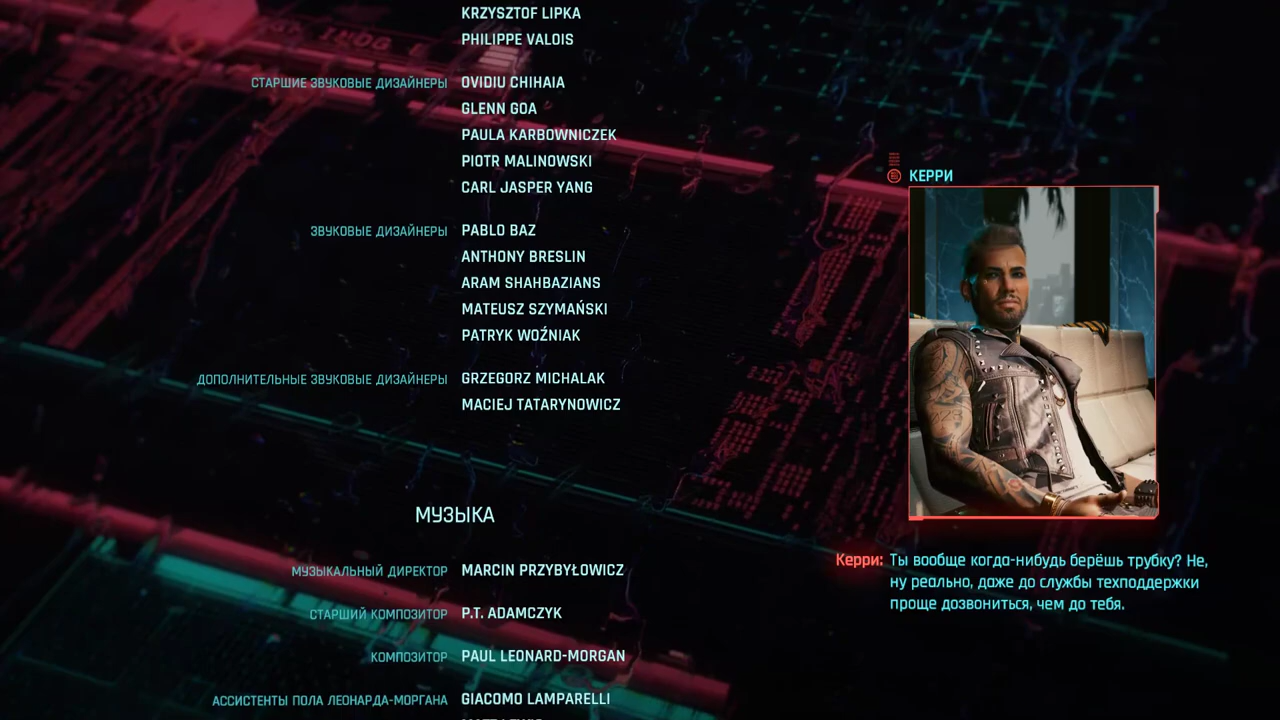 KRZYSZTOF LIPKA
PHILIPPE VALOIS
СТАРШИЕ ЗВУКОВЫЕ ДИЗАЙНЕРЫ OVIDIU CHIHAIA
GLENN GOA
PAULA KARBOWNICZEK
PIOTR MALINOWSKI
CARL JASPER YANG
ЗВУКОВЫЕ ДИЗАЙНЕРЫ PABLO BAZ
ANTHONY BRESLIN
ARAM SHAHBAZIANS
MATEUSZ SZYMAŃSKI
PATRYK WOŹNIAK
ДОПОЛНИТЕЛЬНЫЕ ЗВУКОВЫЕ ДИЗАЙНЕРЫ GRZEGORZ MICHALAK
MACIEJ TATARYNOWICZ
МУЗЫКА
МУЗЫКАЛЬНЫЙ ДИРЕКТОР MARCIN PRZYBYŁOWICZ
СТАРШИЙ КОМПОЗИТОР P.T. ADAMCZYK
КОМПОЗИТОР PAUL LEONARD-MORGAN
АССИСТЕНТЫ ПОЛА ЛЕОНАРДА-МОРГАНА GIACOMO LAMPARELLI
КЕРРИ
Керри: Ты вообще когда-нибудь берёшь трубку? Не,
ну реально, даже до службы техподдержки
проще дозвониться, чем до тебя.